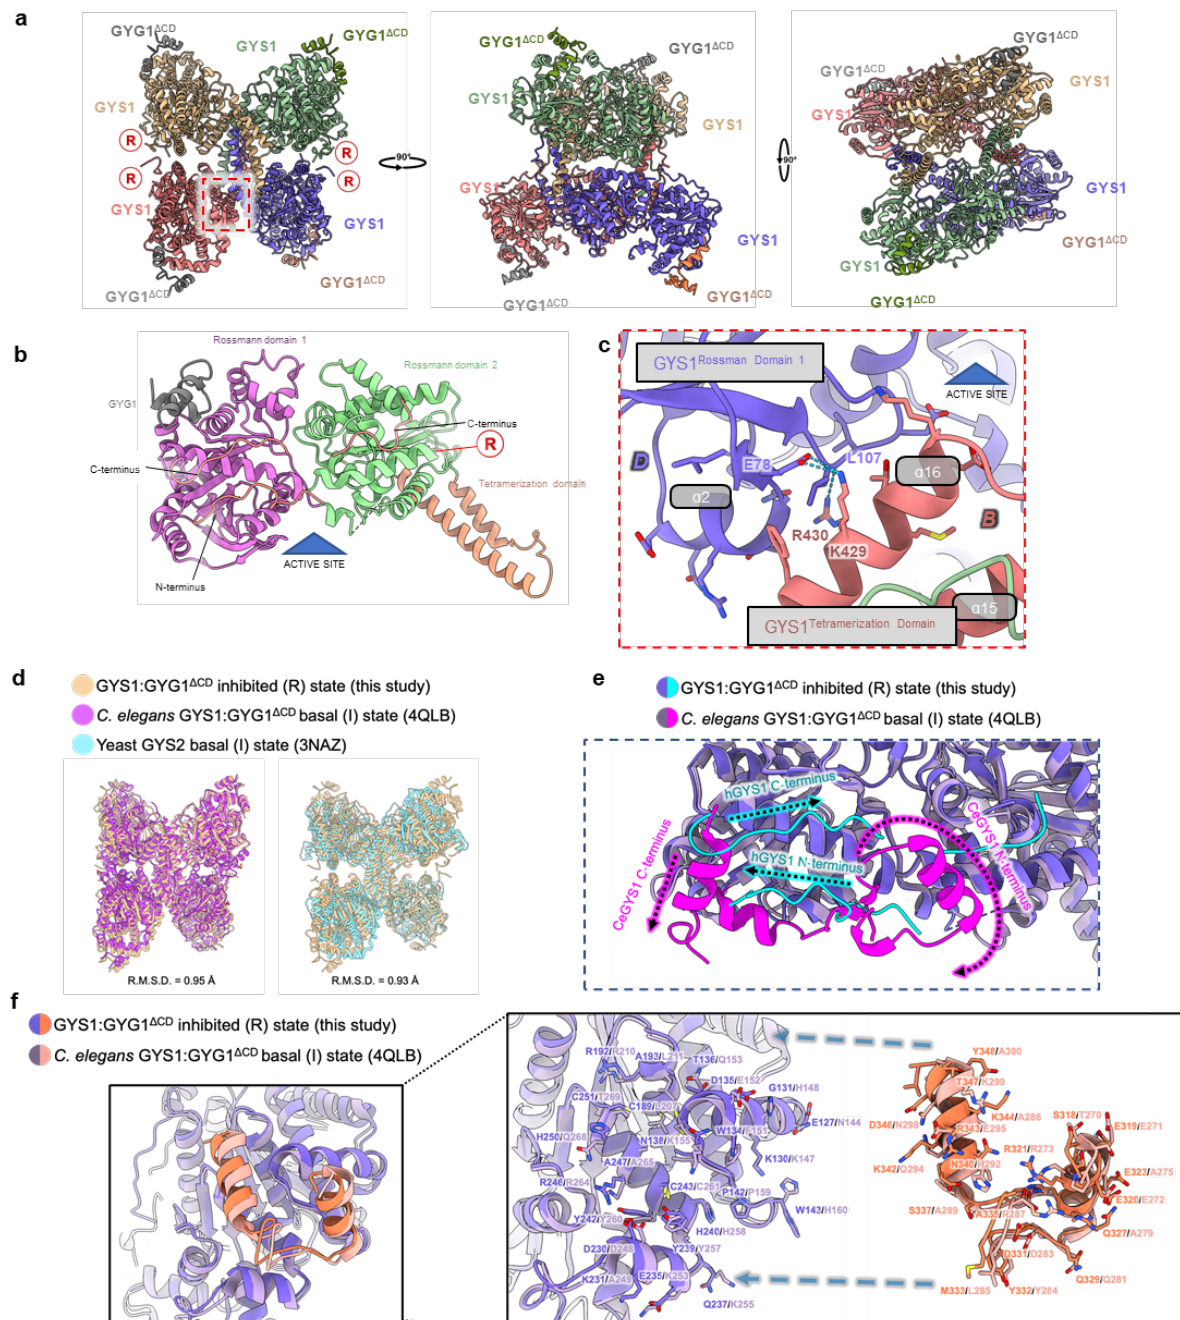 a
GYG1ΔCD
GYS1
GYG1ΔCD
GYS1
R
R
R
R
GYS1
GYS1
GYG1ΔCD
GYG1ΔCD
90°
GYG1ΔCD
GYG1ΔCD
GYS1
GYS1
GYS1
GYS1
GYG1ΔCD
GYG1ΔCD
90°
GYG1ΔCD
GYG1ΔCD
GYS1
GYS1
GYS1
GYG1ΔCD
GYS1
GYG1ΔCD
b
Rossmann domain 1
Rossmann domain 2
GYG1
C-terminus
R
C-terminus
Tetramerization domain
ACTIVE SITE
N-terminus
c
GYS1Rossman Domain 1
ACTIVE SITE
D
E78
L107
α16
α2
B
R430
K429
α15
GYS1Tetramerization Domain
d
GYS1:GYG1ΔCD inhibited (R) state (this study)
C. elegans GYS1:GYG1ΔCD basal (I) state (4QLB)
Yeast GYS2 basal (I) state (3NAZ)
R.M.S.D. = 0.95 Å
R.M.S.D. = 0.93 Å
e
GYS1:GYG1ΔCD inhibited (R) state (this study)
C. elegans GYS1:GYG1ΔCD basal (I) state (4QLB)
hGYS1 C-terminus
CeGYS1 C-terminus
hGYS1 N-terminus
CeGYS1 N-terminus
f
GYS1:GYG1ΔCD inhibited (R) state (this study)
C. elegans GYS1:GYG1ΔCD basal (I) state (4QLB)
R192/R210
A193/L211
T136/Q153
D135/E152
G131/H148
C251/T269
C189/L207
E127/N144
W134/F151
H250/Q268
N138/K155
K130/K147
A247/A265
R246/R264
C243/C261
P142/P159
W143/H160
Y242/Y260
H240/H258
D230/D248
Y239/Y257
K231/A249
E235/K253
Q237/K255
Y348/A300
T347/K299
K344/A286
S318/T270
D346/N298
R343/E295
E319/E271
R321/R273
K342/Q294
N340/H292
E323/A275
E320/E272
S337/A289
A335/R287
Q327/A279
D331/D283
Q329/Q281
M333/L285
Y332/Y284